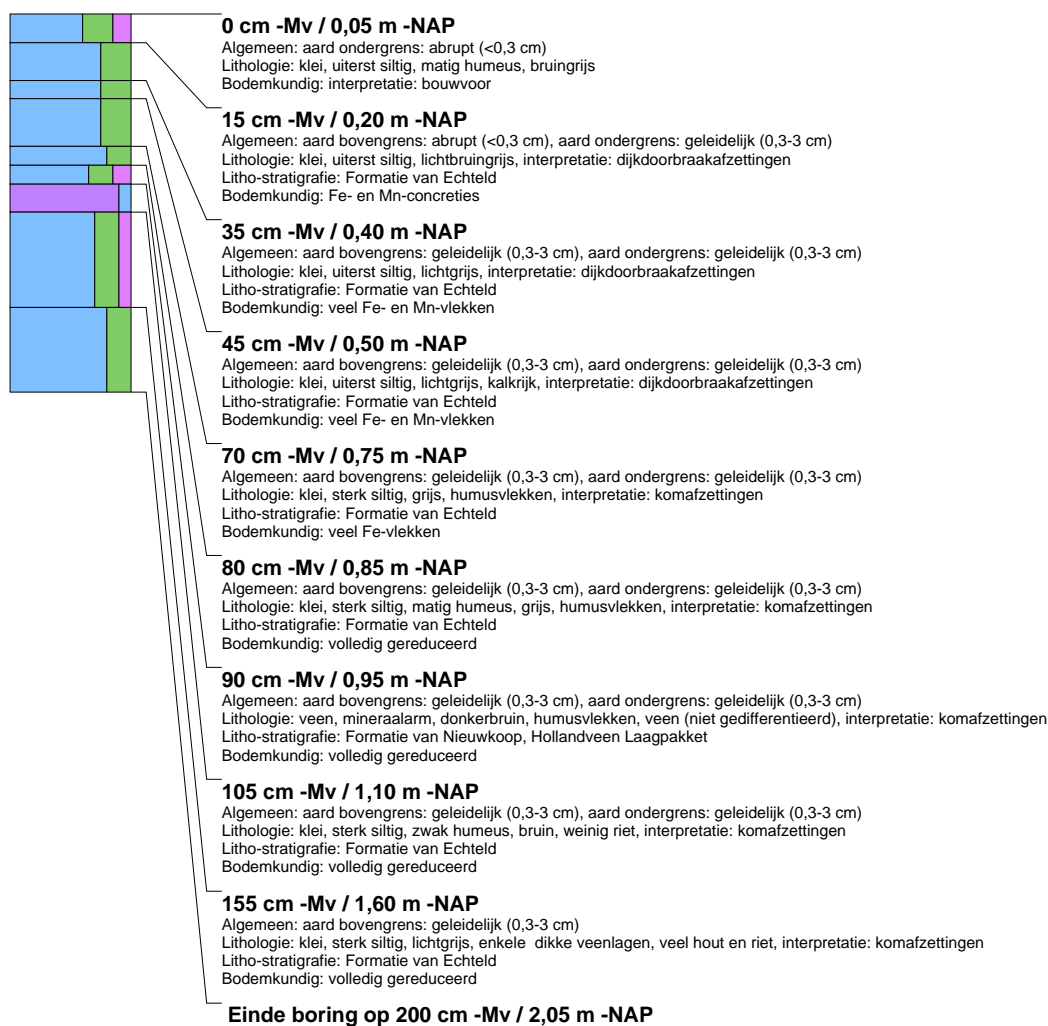 0 cm -Mv / 0,05 m -NAP
Algemeen: aard ondergrens: abrupt (<0,3 cm)
Lithologie: klei, uiterst siltig, matig humeus, bruingrijs
Bodemkundig: interpretatie: bouwvoor
15 cm -Mv / 0,20 m -NAP
Algemeen: aard bovengrens: abrupt (<0,3 cm), aard ondergrens: geleidelijk (0,3-3 cm)
Lithologie: klei, uiterst siltig, lichtbruingrijs, interpretatie: dijkdoorbraakafzettingen
Litho-stratigrafie: Formatie van Echteld
Bodemkundig: Fe- en Mn-concreties
35 cm -Mv / 0,40 m -NAP
Algemeen: aard bovengrens: geleidelijk (0,3-3 cm), aard ondergrens: geleidelijk (0,3-3 cm)
Lithologie: klei, uiterst siltig, lichtgrijs, interpretatie: dijkdoorbraakafzettingen
Litho-stratigrafie: Formatie van Echteld
Bodemkundig: veel Fe- en Mn-vlekken
45 cm -Mv / 0,50 m -NAP
Algemeen: aard bovengrens: geleidelijk (0,3-3 cm), aard ondergrens: geleidelijk (0,3-3 cm)
Lithologie: klei, uiterst siltig, lichtgrijs, kalkrijk, interpretatie: dijkdoorbraakafzettingen
Litho-stratigrafie: Formatie van Echteld
Bodemkundig: veel Fe- en Mn-vlekken
70 cm -Mv / 0,75 m -NAP
Algemeen: aard bovengrens: geleidelijk (0,3-3 cm), aard ondergrens: geleidelijk (0,3-3 cm)
Lithologie: klei, sterk siltig, grijs, humusvlekken, interpretatie: komafzettingen
Litho-stratigrafie: Formatie van Echteld
Bodemkundig: veel Fe-vlekken
80 cm -Mv / 0,85 m -NAP
Algemeen: aard bovengrens: geleidelijk (0,3-3 cm), aard ondergrens: geleidelijk (0,3-3 cm)
Lithologie: klei, sterk siltig, matig humeus, grijs, humusvlekken, interpretatie: komafzettingen
Litho-stratigrafie: Formatie van Echteld
Bodemkundig: volledig gereduceerd
90 cm -Mv / 0,95 m -NAP
Algemeen: aard bovengrens: geleidelijk (0,3-3 cm), aard ondergrens: geleidelijk (0,3-3 cm)
Lithologie: veen, mineraalarm, donkerbruin, humusvlekken, veen (niet gedifferentieerd), interpretatie: komafzettingen
Litho-stratigrafie: Formatie van Nieuwkoop, Hollandveen Laagpakket
Bodemkundig: volledig gereduceerd
105 cm -Mv / 1,10 m -NAP
Algemeen: aard bovengrens: geleidelijk (0,3-3 cm), aard ondergrens: geleidelijk (0,3-3 cm)
Lithologie: klei, sterk siltig, zwak humeus, bruin, weinig riet, interpretatie: komafzettingen
Litho-stratigrafie: Formatie van Echteld
Bodemkundig: volledig gereduceerd
155 cm -Mv / 1,60 m -NAP
Algemeen: aard bovengrens: geleidelijk (0,3-3 cm)
Lithologie: klei, sterk siltig, lichtgrijs, enkele dikke veenlagen, veel hout en riet, interpretatie: komafzettingen
Litho-stratigrafie: Formatie van Echteld
Bodemkundig: volledig gereduceerd
Einde boring op 200 cm -Mv / 2,05 m -NAP